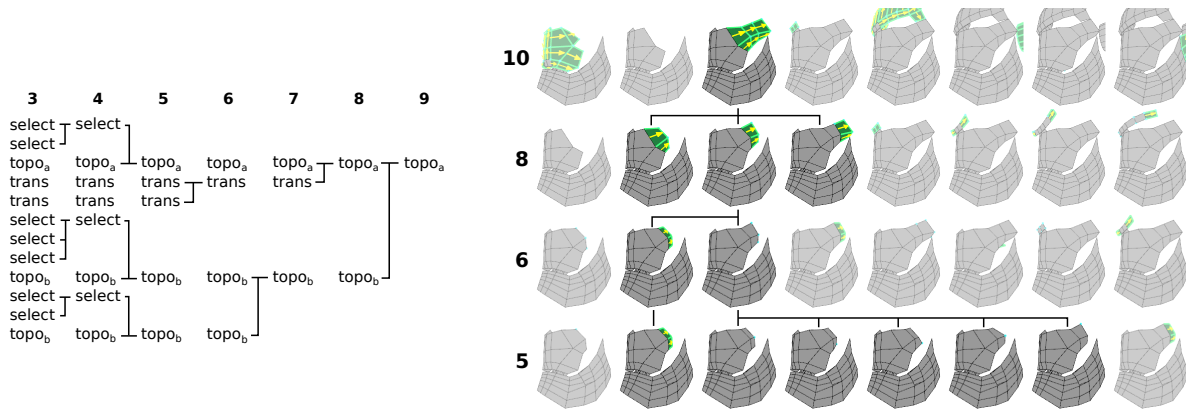 3 4 5 6 7 8 9
select select
select
topoa topoa topoa topoa topoa topoa topoa
trans trans trans trans trans
trans trans trans
select select
select
select
topob topob topob topob topob topob
select select
select
topob topob topob topob
10
8
6
5